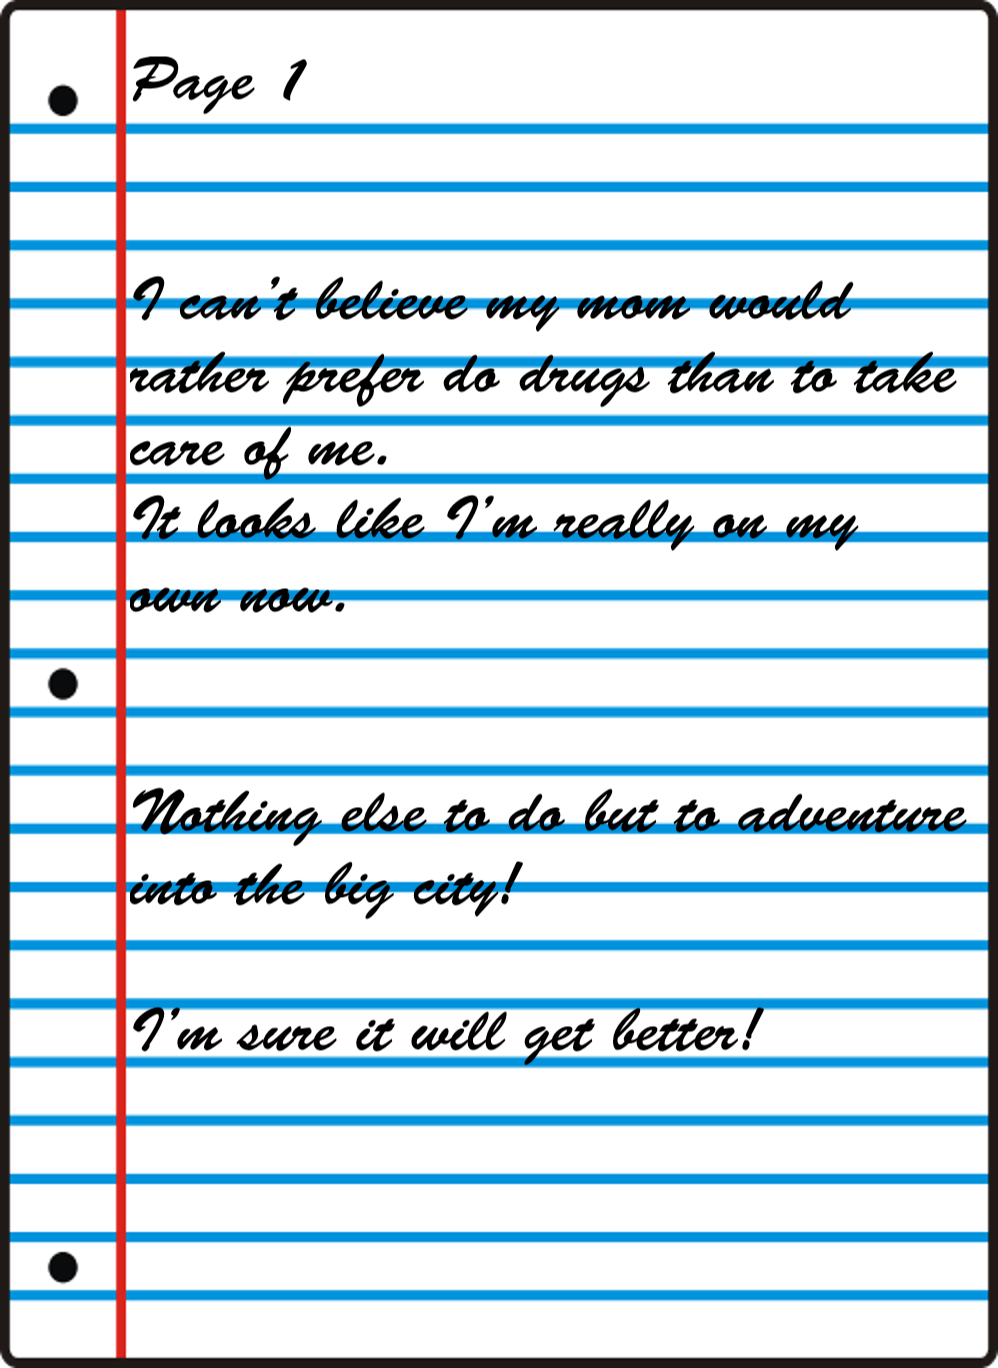 Page 1
I can't believe my mom would
rather prefer do drugs than to take
care of me.
It looks like I'm really on my
own now.
Nothing else to do but to adventure
into the big city!
I'm sure it will get better!